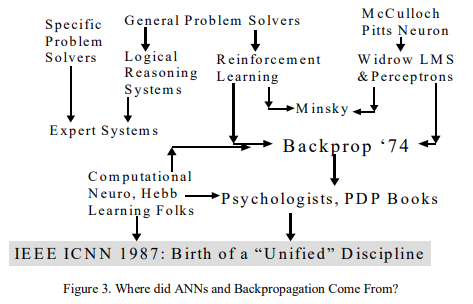 Specific
Problem
Solvers
General Problem Solvers
McCulloch
Pitts Neuron
Logical
Reasoning
Systems
Reinforcement
Learning
Widrow LMS
&Perceptrons
Minsky
Expert Systems
Backprop ‘74
Computational
Neuro, Hebb
Learning Folks
Psychologists, PDP Books
IEEE ICNN 1987: Birth of a “Unified” Discipline
Figure 3. Where did ANNs and Backpropagation Come From?